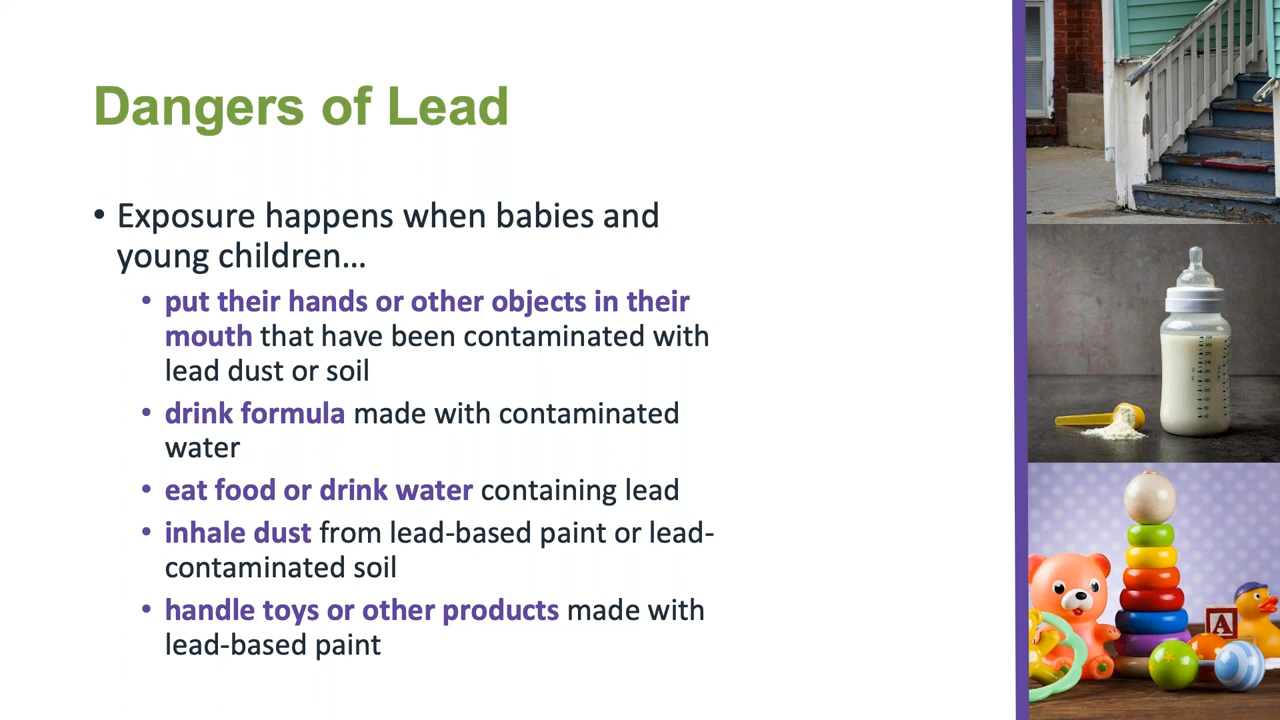 Dangers of Lead
• Exposure happens when babies and
young children...
• put their hands or other objects in their
mouth that have been contaminated with
lead dust or soil
• drink formula made with contaminated
water
• eat food or drink water containing lead
• inhale dust from lead-based paint or lead-
contaminated soil
• handle toys or other products made with
lead-based paint
A